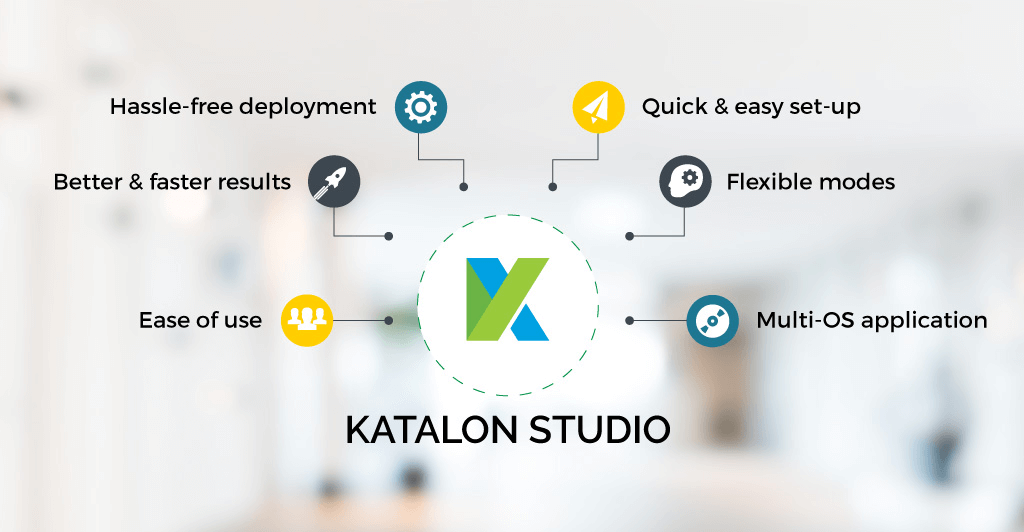 Hassle-free deployment
Quick & easy set-up
Better & faster results
Flexible modes
Ease of use
Multi-OS application
KATALON STUDIO